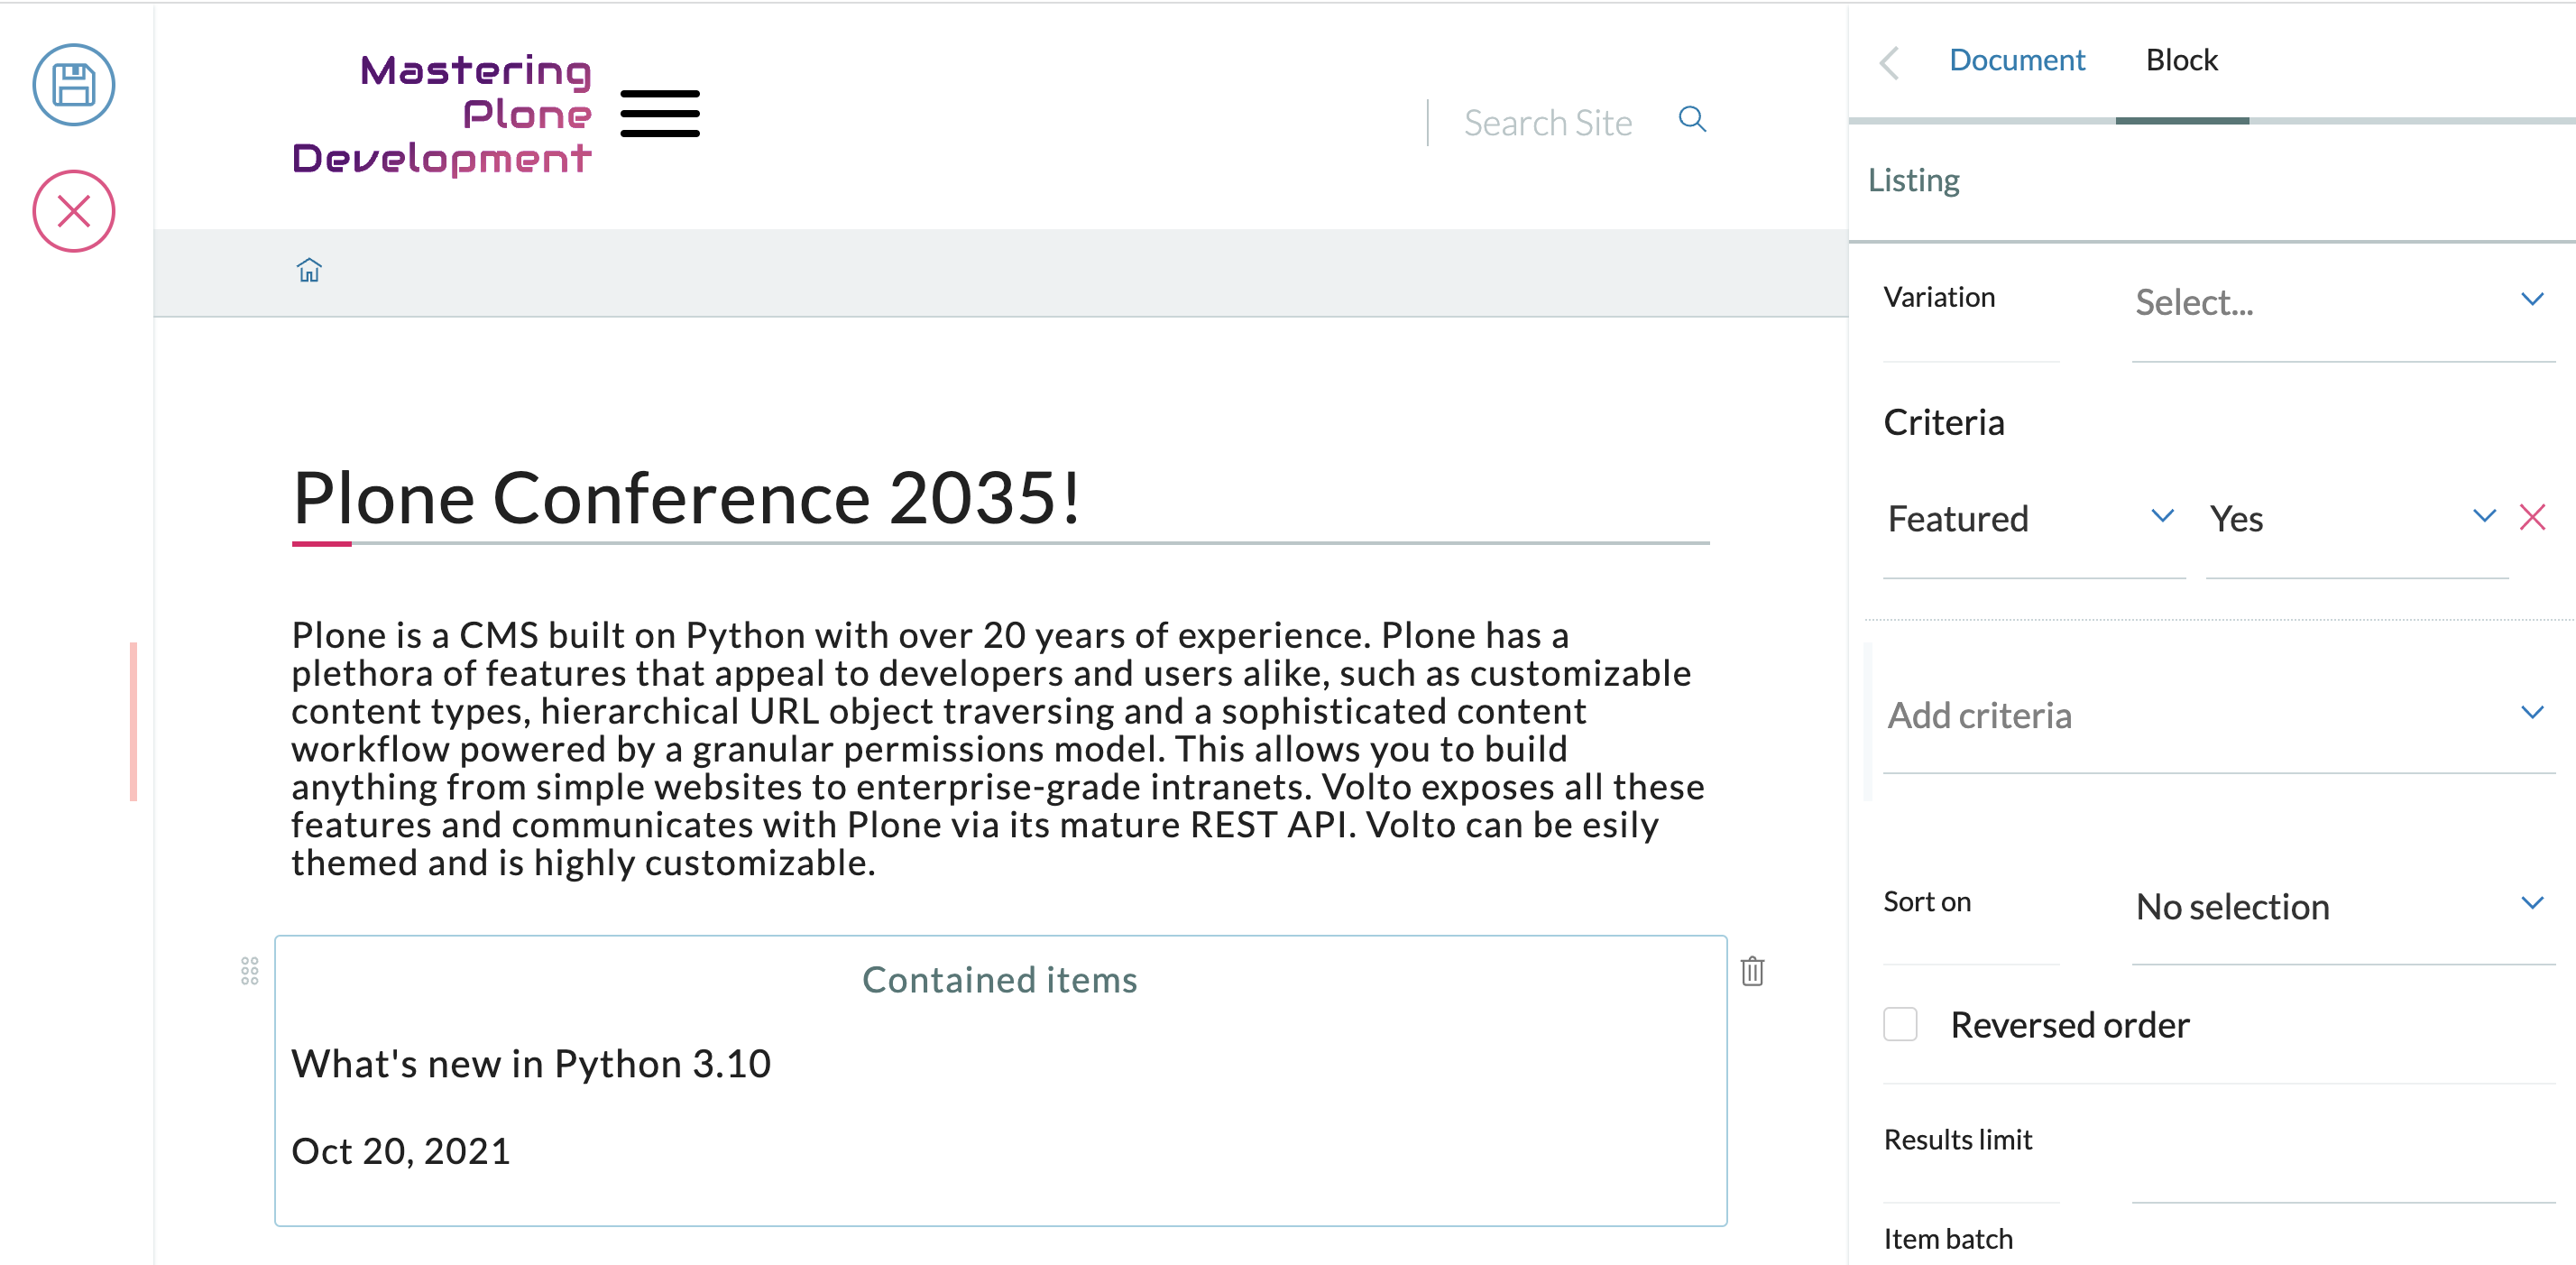 Mastering
Plone
Development
Search Site
Plone Conference 2035!
Plone is a CMS built on Python with over 20 years of experience. Plone has a
plethora of features that appeal to developers and users alike, such as customizable
content types, hierarchical URL object traversing and a sophisticated content
workflow powered by a granular permissions model. This allows you to build
anything from simple websites to enterprise-grade intranets. Volto exposes all these
features and communicates with Plone via its mature REST API. Volto can be esily
themed and is highly customizable.
Contained items
What's new in Python 3.10
Oct 20, 2021
Document Block
Listing
Variation Select...
Criteria
Featured Yes
Add criteria
Sort on No selection
Reversed order
Results limit
Item batch